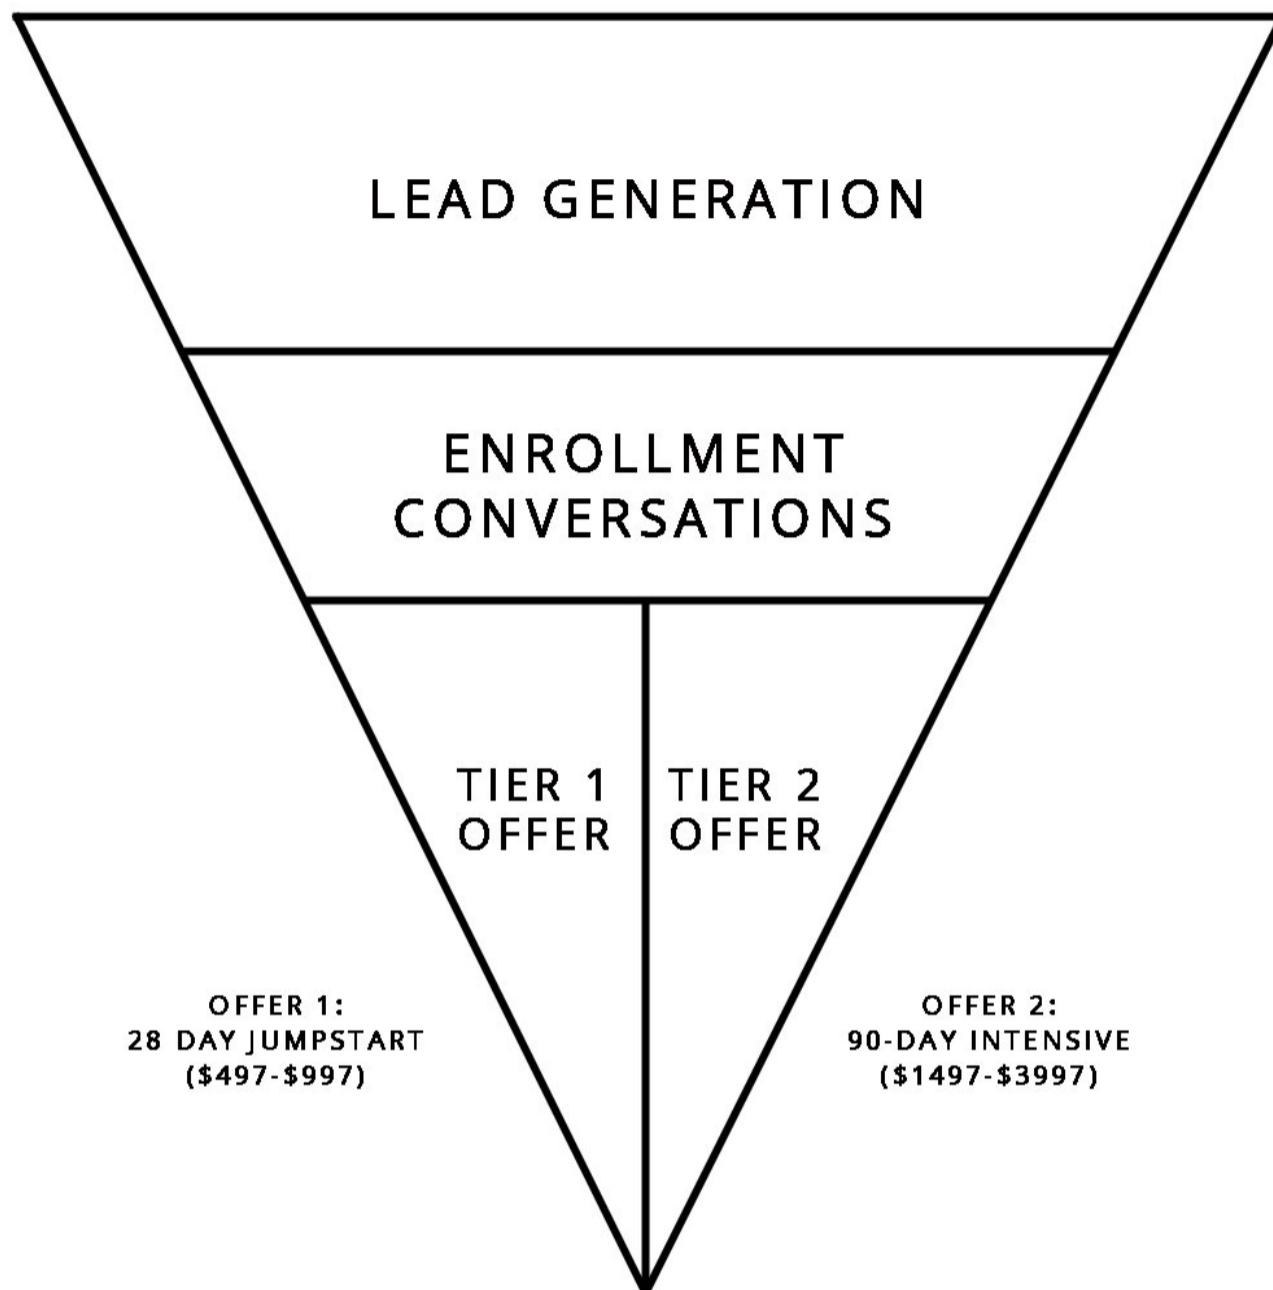 LEAD GENERATION
ENROLLMENT
CONVERSATIONS
TIER 1
OFFER
TIER 2
OFFER
OFFER 1:
28 DAY JUMPSTART
($497-$997)
OFFER 2:
90-DAY INTENSIVE
($1497-$3997)